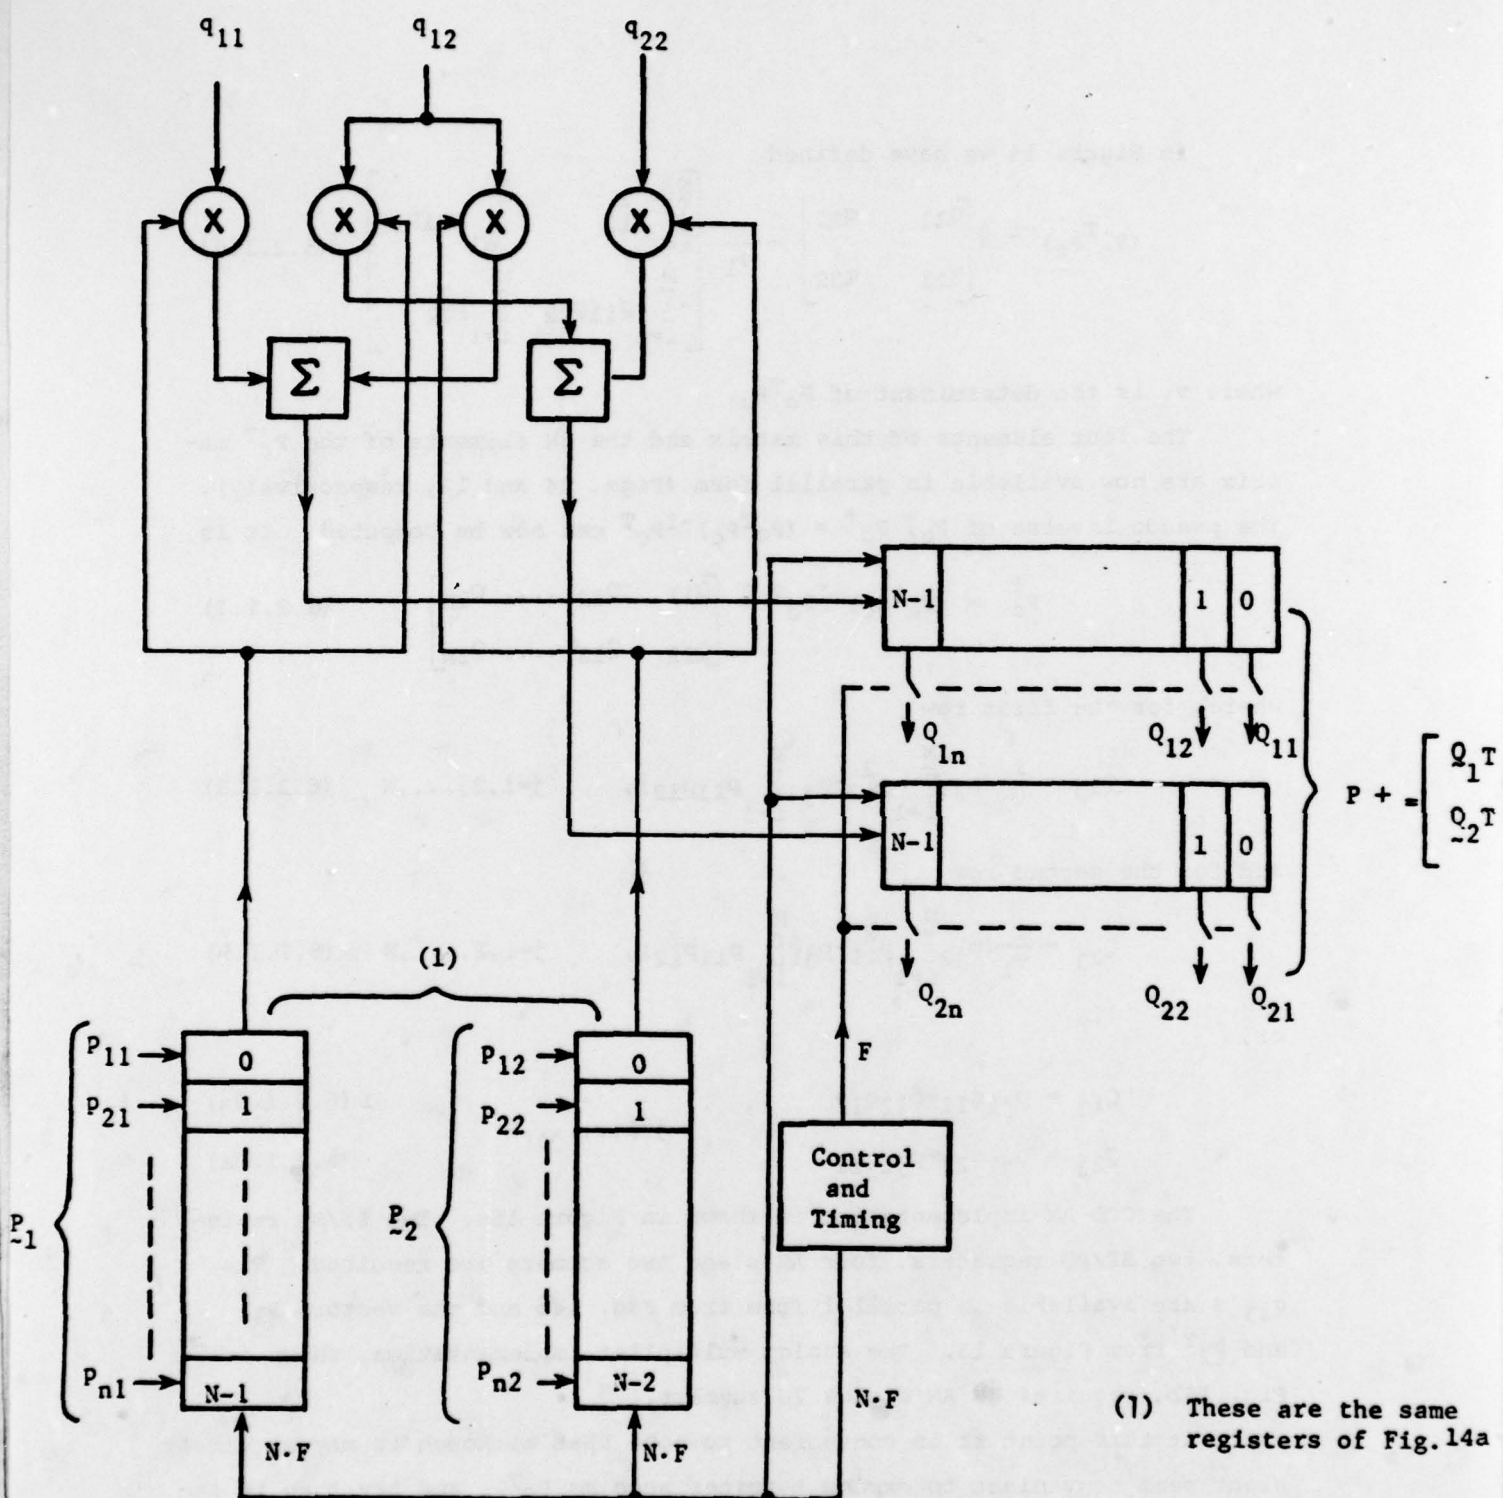 q11 q12 q22
X X X X
Σ Σ
N-1 1 0
Q1n Q12 Q11
P + = [ Q1T
Q2T
N-1 1 0
Q2n Q22 Q21
(1)
F
P11 0 P12 0
P21 1 P22 1
Control
and
Timing
P1 P2
Pn1 N-1 Pn2 N-2
N·F N·F N·F
(1) These are the same
registers of Fig.14a